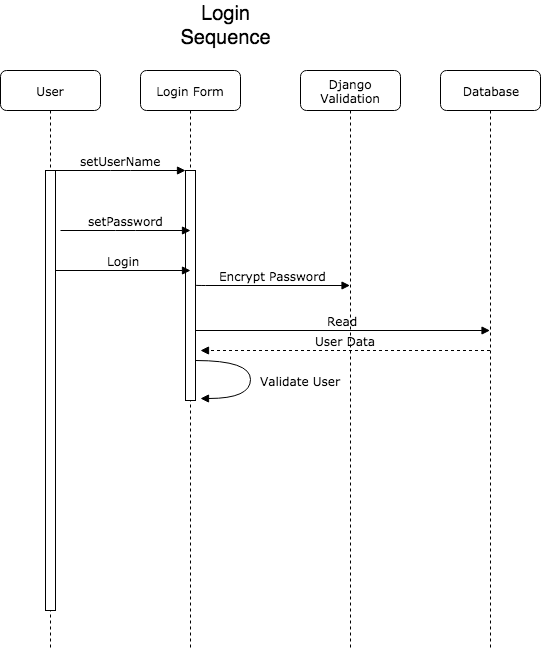 Login
Sequence
User
Login Form
Django
Validation
Database
setUserName
setPassword
Login
Encrypt Password
Read
User Data
Validate User